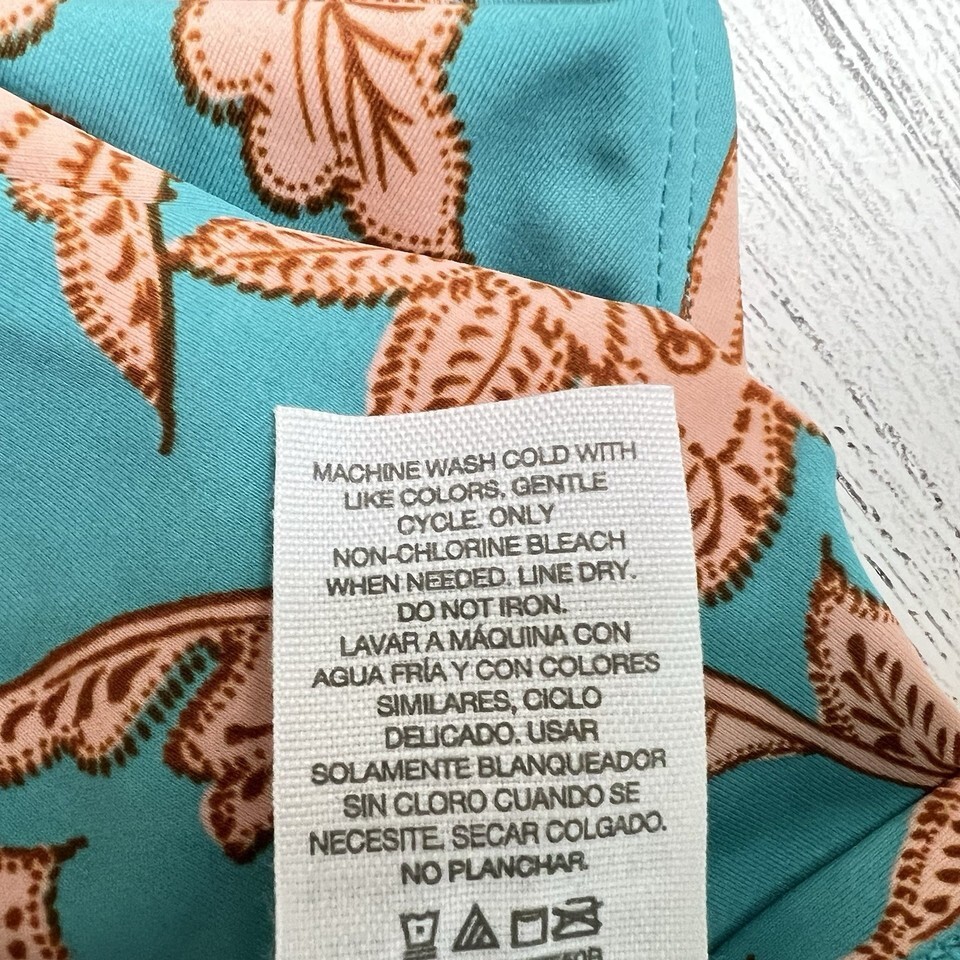 MACHINE WASH COLD WITH
LIKE COLORS. GENTLE
CYCLE. ONLY
NON-CHLORINE BLEACH
WHEN NEEDED. LINE DRY.
DO NOT IRON.
LAVAR A MÁQUINA CON
AGUA FRÍA Y CON COLORES
SIMILARES, CICLO
DELICADO. USAR
SOLAMENTE BLANQUEADOR
SIN CLORO CUANDO SE
NECESITE. SECAR COLGADO.
NO PLANCHAR.